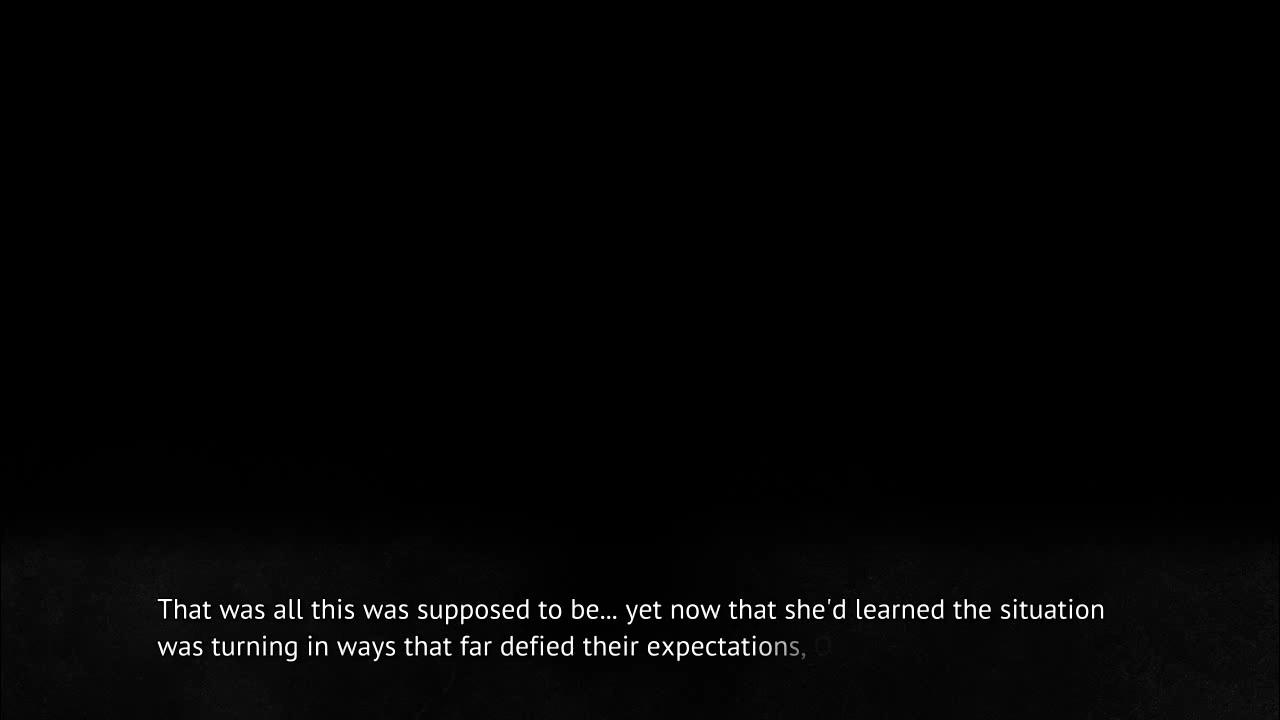 That was all this was supposed to be... yet now that she'd learned the situation
was turning in ways that far defied their expectations,